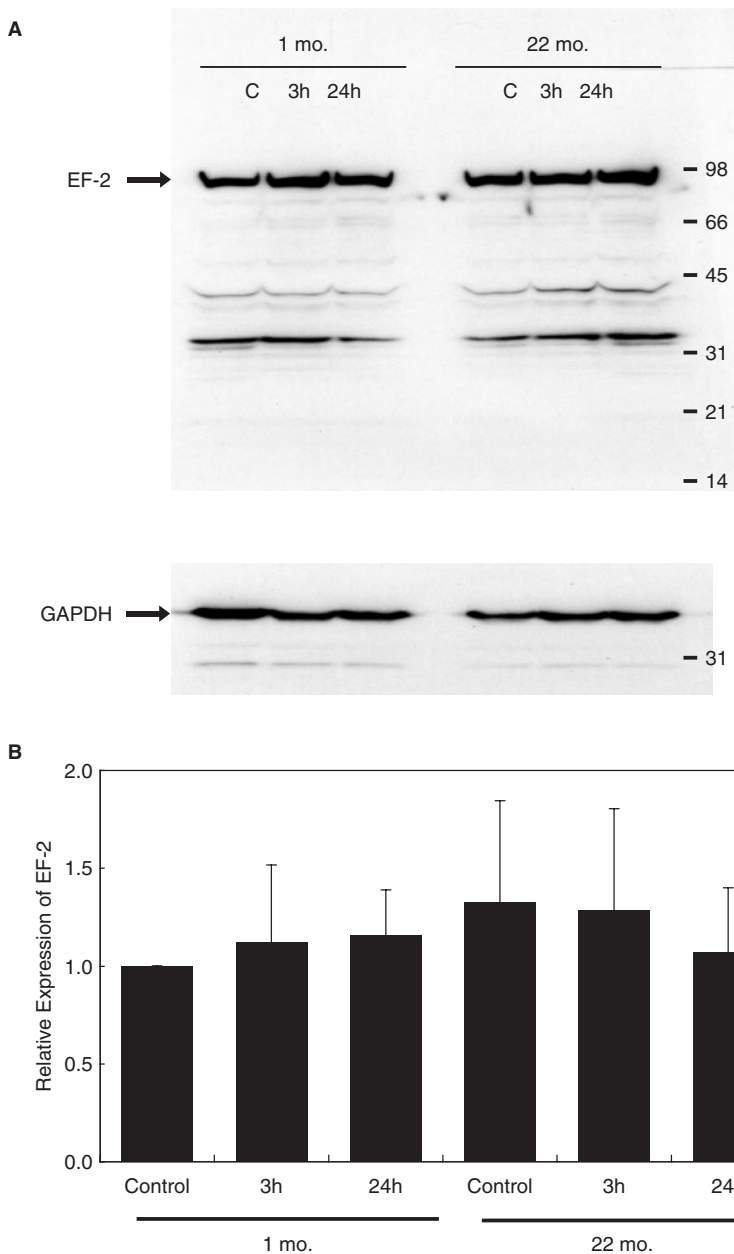 A
1 mo. 22 mo.
C 3h 24h C 3h 24h
EF-2
98
66
45
31
21
14
GAPDH
31
B
Relative Expression of EF-2
2.0
1.5
1.0
0.5
0.0
Control 3h 24h Control 3h 24
1 mo. 22 mo.